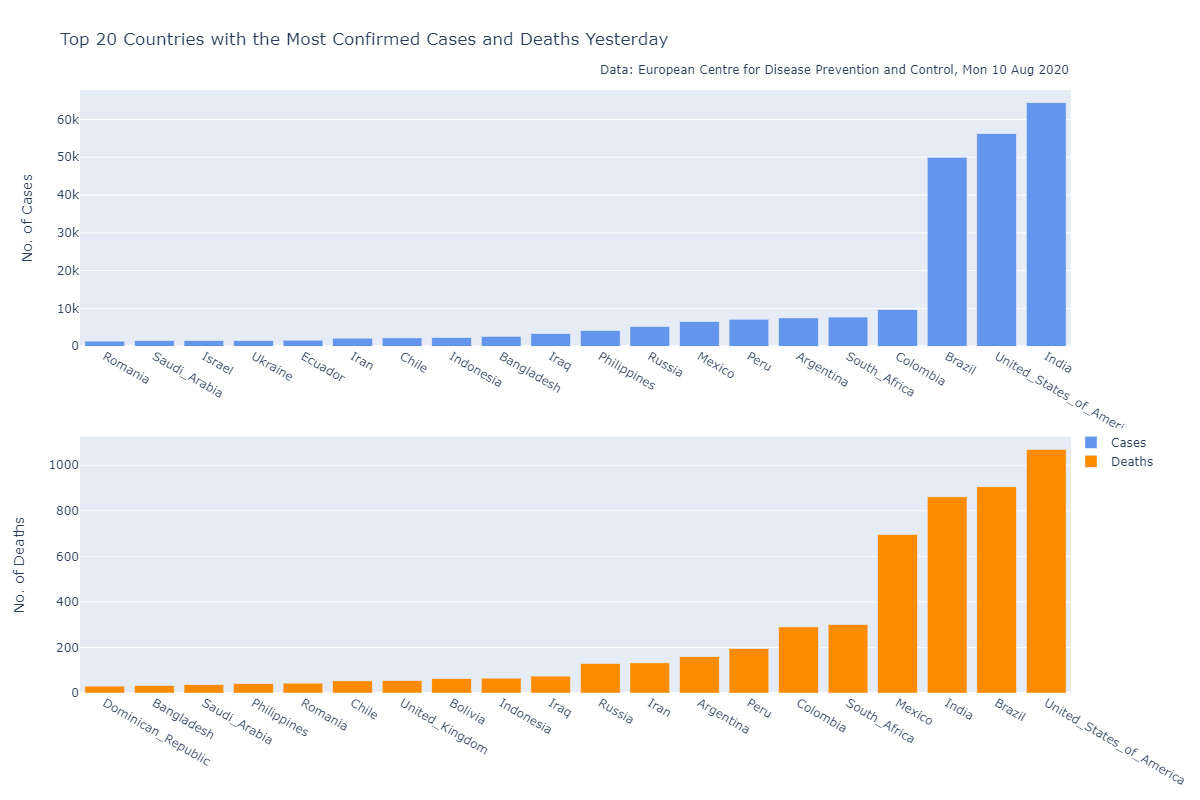 Top 20 Countries with the Most Confirmed Cases and Deaths Yesterday
Data: European Centre for Disease Prevention and Control, Mon 10 Aug 2020
No. of Cases
60k
50k
40k
30k
20k
10k
0
Romania
Saudi_Arabia
Israel
Ukraine
Ecuador
Iran
Chile
Indonesia
Bangladesh
Iraq
Philippines
Russia
Mexico
Peru
Argentina
South_Africa
Colombia
Brazil
United_States_of_Ameri
India
Cases
Deaths
No. of Deaths
1000
800
600
400
200
0
Dominican_Republic
Bangladesh
Saudi_Arabia
Philippines
Romania
Chile
United_Kingdom
Bolivia
Indonesia
Iraq
Russia
Iran
Argentina
Peru
Colombia
South_Africa
Mexico
India
Brazil
United_States_of_America